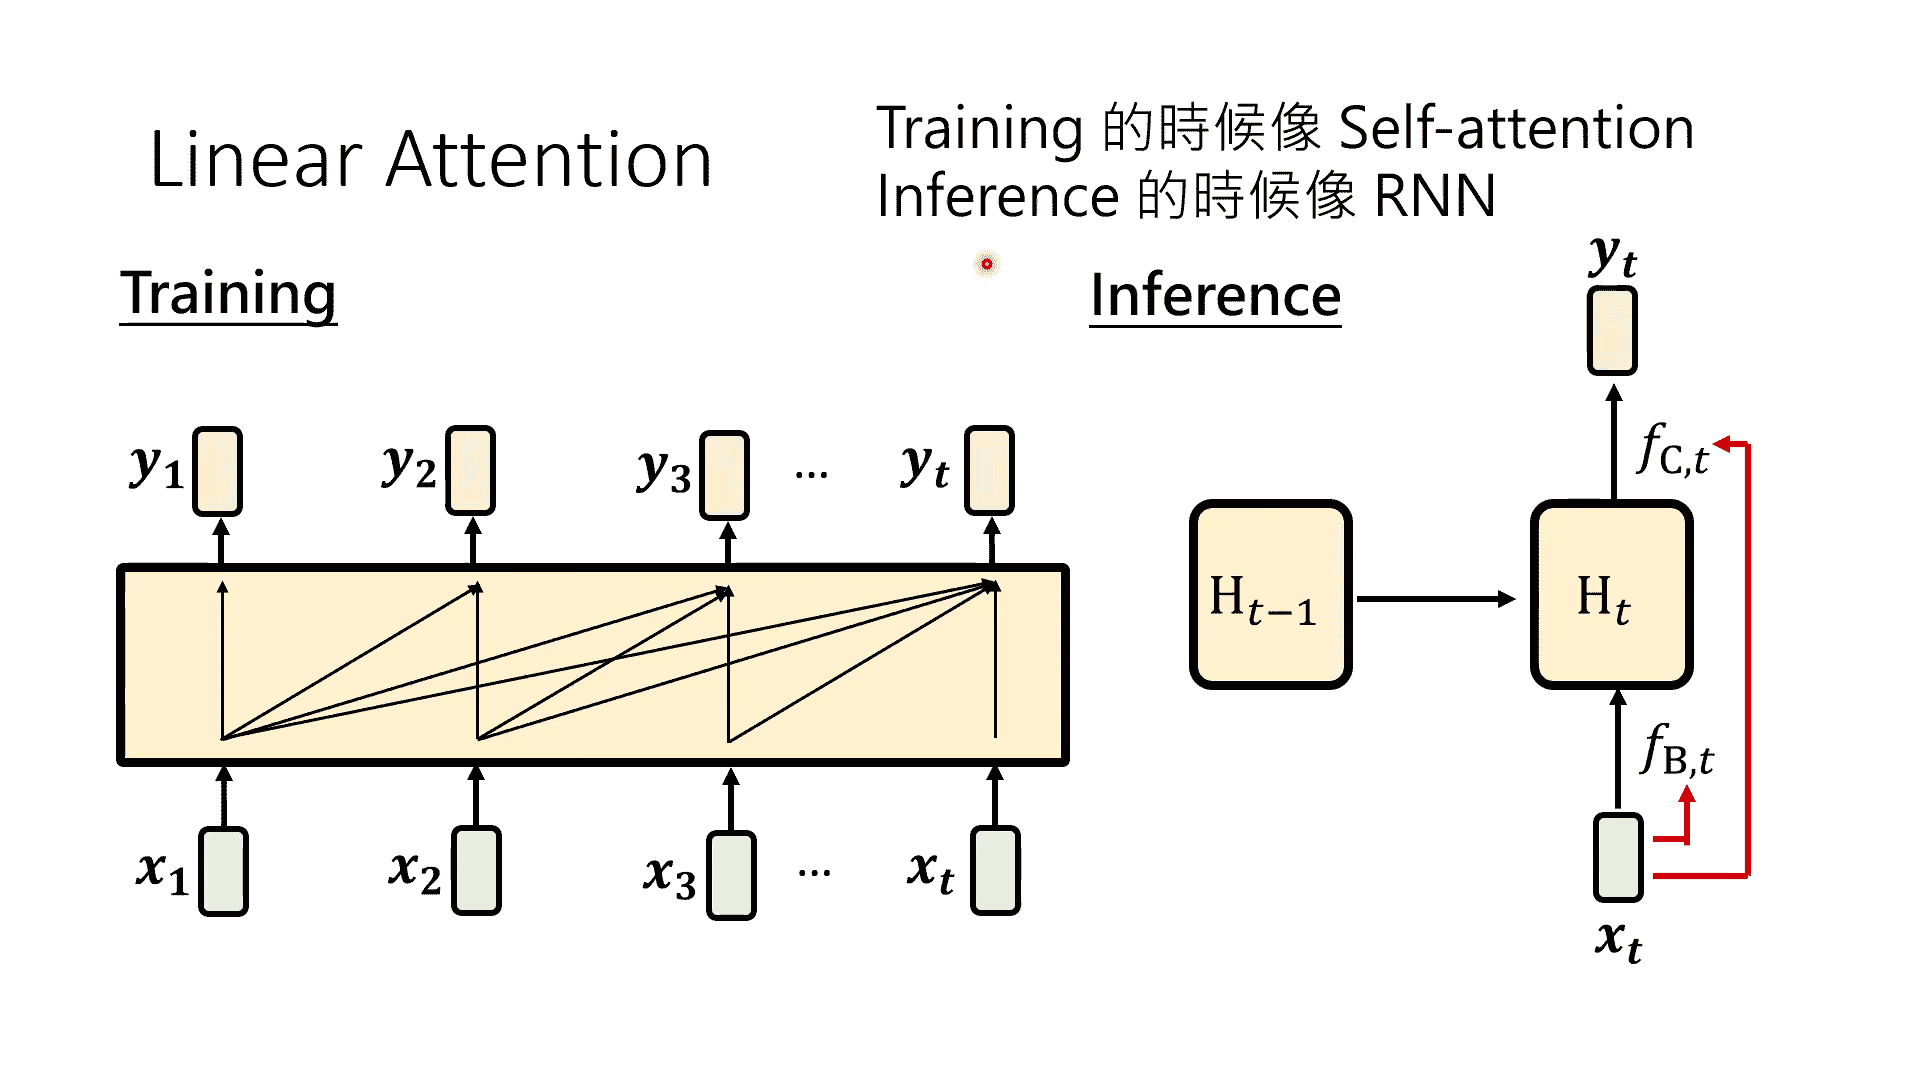 Linear Attention
Training 的時候像 Self-attention
Inference 的時候像 RNN
Training
Inference
y1 y2 y3 … yt
x1 x2 x3 … xt
yt
fC,t
Ht−1
Ht
fB,t
xt